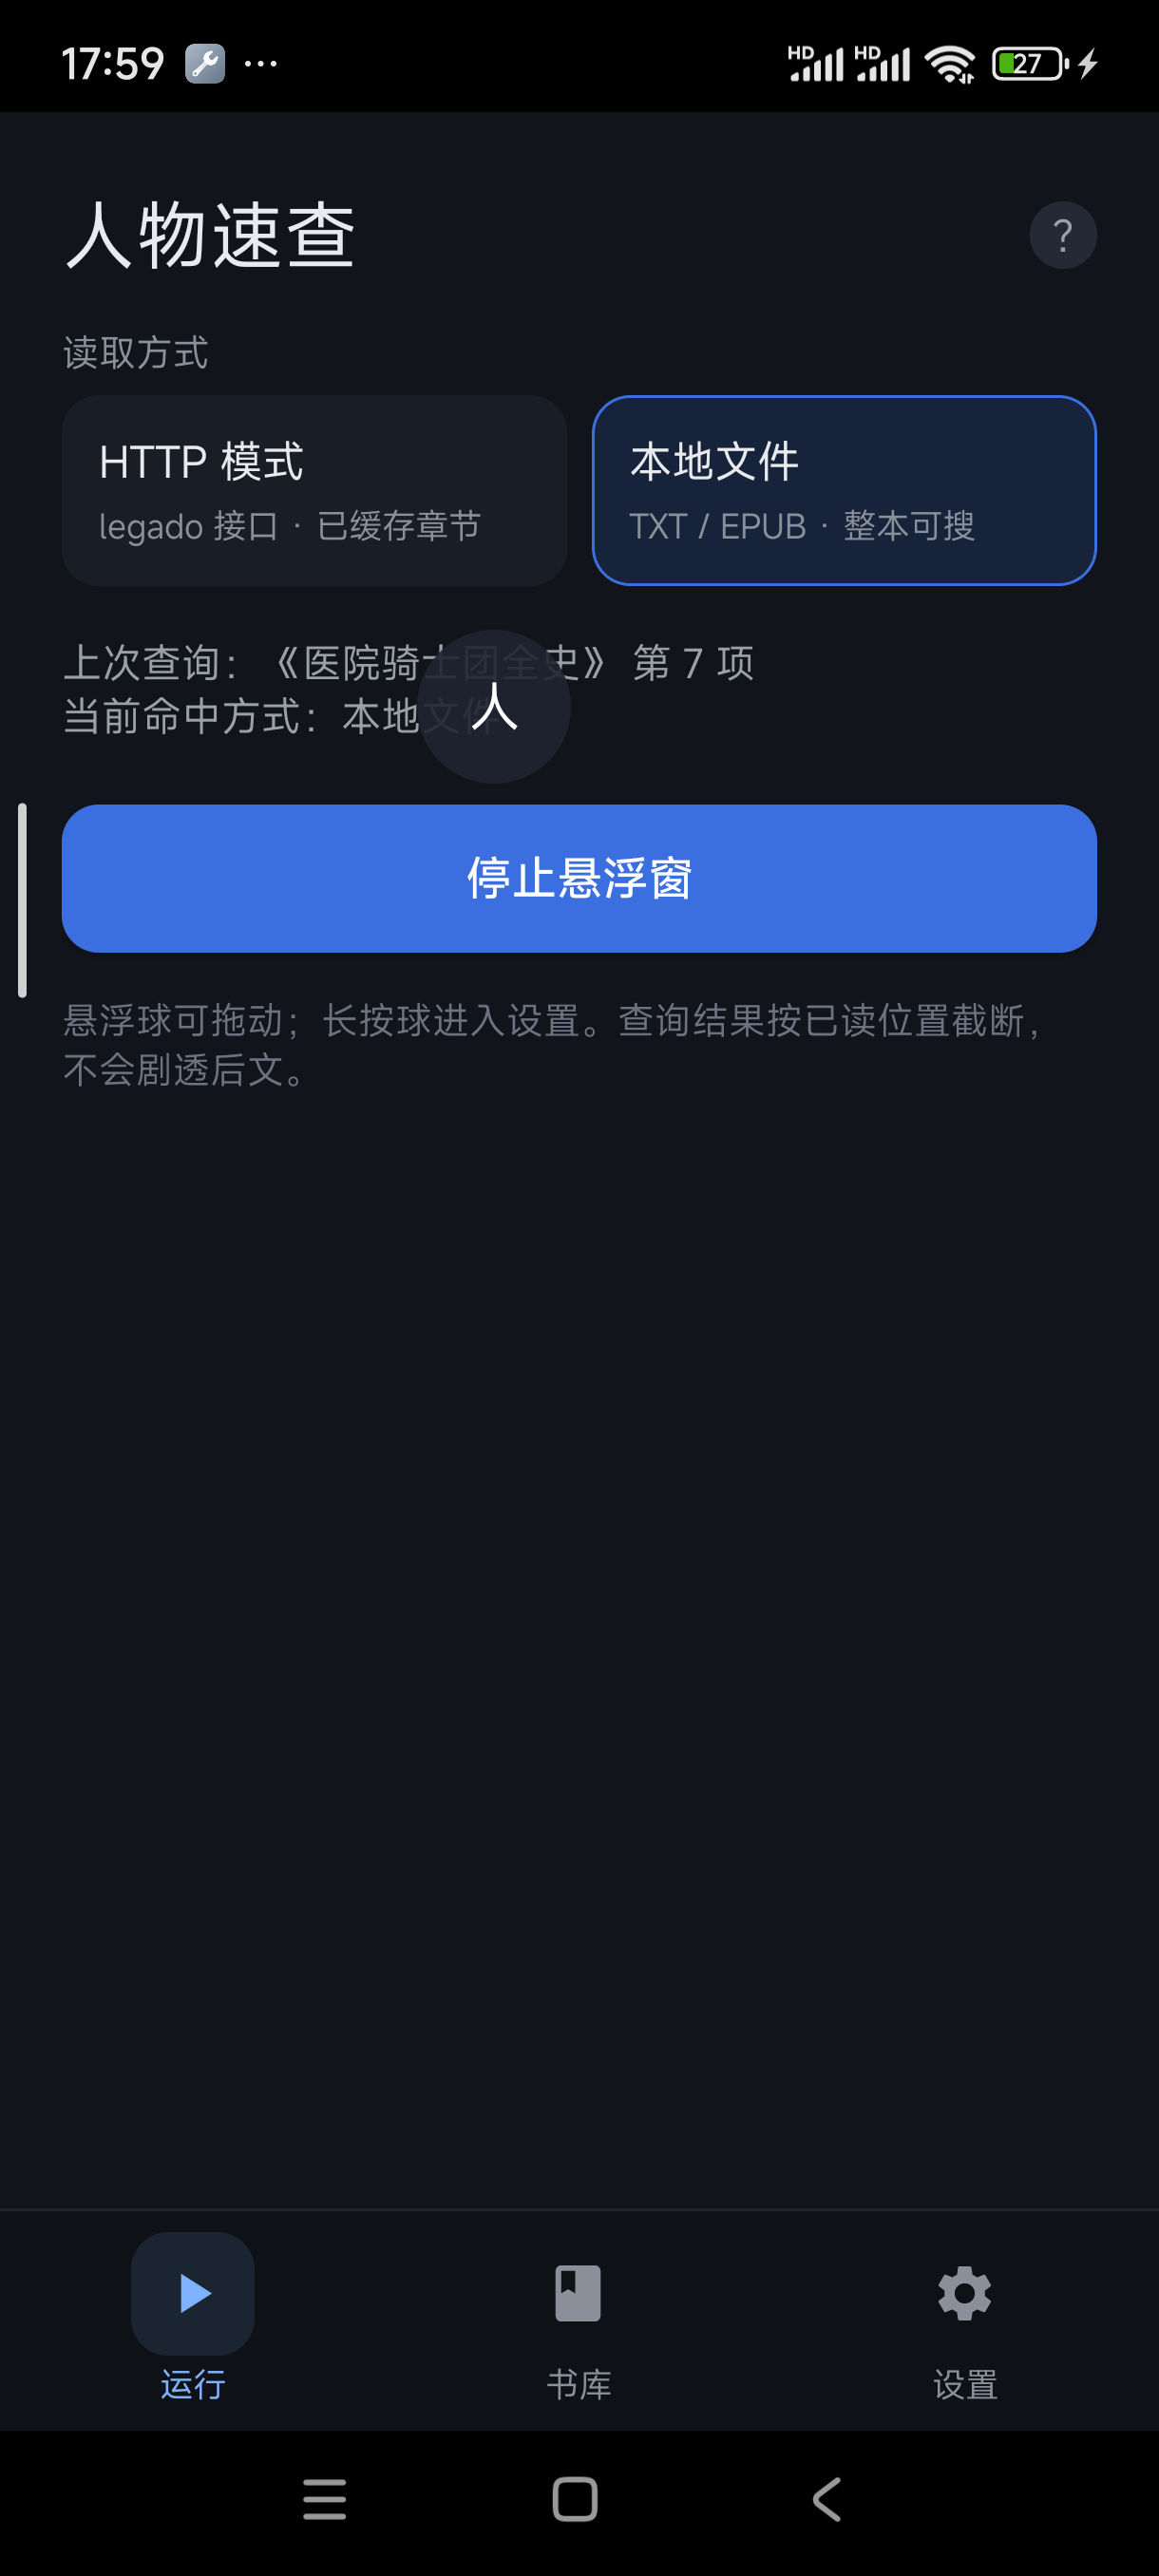 17:59
HD
HD
27
人物速查
?
读取方式
HTTP 模式
legado 接口 · 已缓存章节
本地文件
TXT / EPUB · 整本可搜
上次查询：《医院骑士团全史》 第 7 项
当前命中方式：本地文件
人
停止悬浮窗
悬浮球可拖动；长按球进入设置。查询结果按已读位置截断，
不会剧透后文。
运行
书库
设置